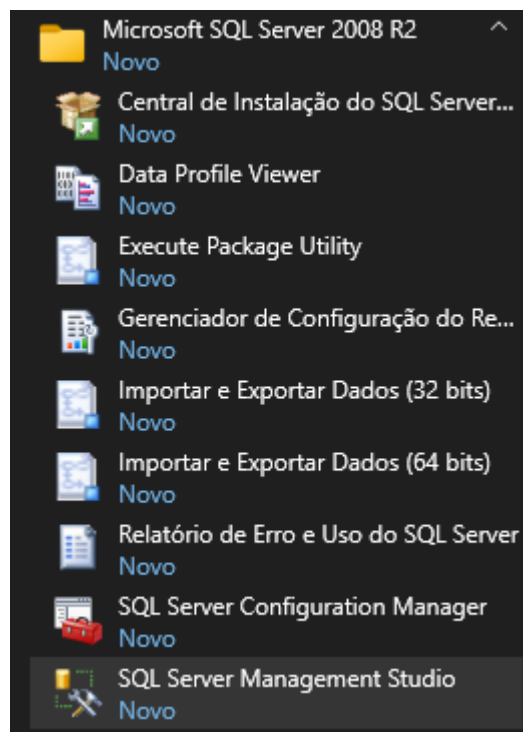 Microsoft SQL Server 2008 R2
Novo
Central de Instalação do SQL Server...
Novo
Data Profile Viewer
Novo
Execute Package Utility
Novo
Gerenciador de Configuração do Re...
Novo
Importar e Exportar Dados (32 bits)
Novo
Importar e Exportar Dados (64 bits)
Novo
Relatório de Erro e Uso do SQL Server
Novo
SQL Server Configuration Manager
Novo
SQL Server Management Studio
Novo